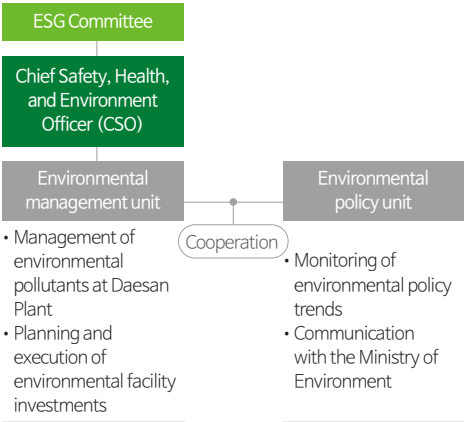 ESG Committee
Chief Safety, Health,
and Environment
Officer (CSO)
Environmental
management unit
Environmental
policy unit
Cooperation
• Management of
environmental
pollutants at Daesan
Plant
• Planning and
execution of
environmental facility
investments
• Monitoring of
environmental policy
trends
• Communication
with the Ministry of
Environment